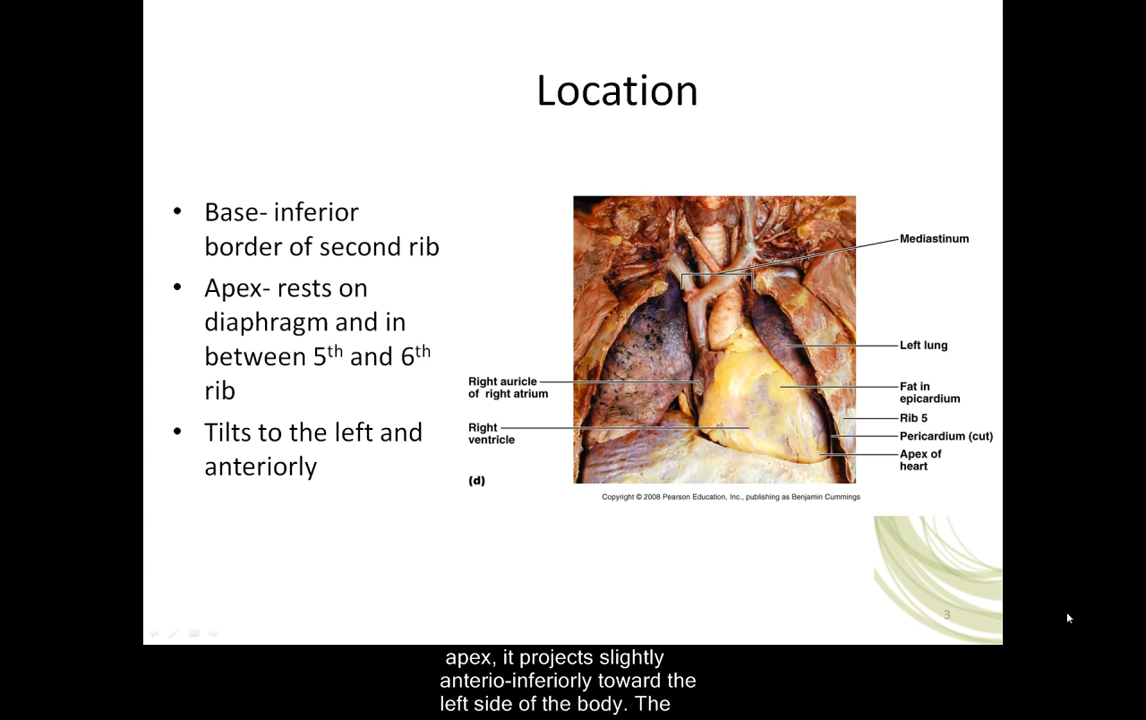 Location
• Base- inferior
border of second rib
• Apex- rests on
diaphragm and in
between 5th and 6th
rib
• Tilts to the left and
anteriorly
Mediastinum
Left lung
Right auricle
of right atrium
Fat in
epicardium
Rib 5
Right
ventricle
Pericardium (cut)
Apex of
heart
(d)
Copyright © 2008 Pearson Education, Inc., publishing as Benjamin Cummings
3
apex, it projects slightly
anterio-inferiorly toward the
left side of the body. The